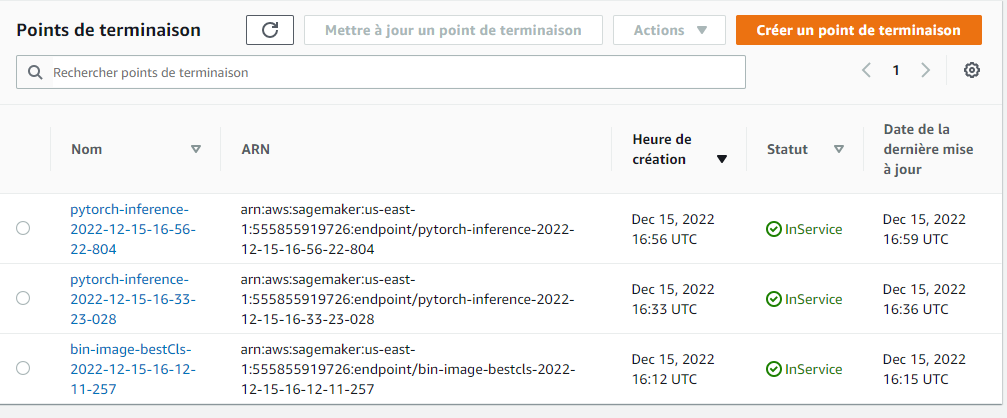 Points de terminaison
Mettre à jour un point de terminaison
Actions
Créer un point de terminaison
Rechercher points de terminaison
1
Nom
ARN
Heure de
création
Statut
Date de la
dernière mise
à jour
pytorch-inference-
2022-12-15-16-56-
22-804
arn:aws:sagemaker:us-east-
1:555855919726:endpoint/pytorch-inference-2022-
12-15-16-56-22-804
Dec 15, 2022
16:56 UTC
InService
Dec 15, 2022
16:59 UTC
pytorch-inference-
2022-12-15-16-33-
23-028
arn:aws:sagemaker:us-east-
1:555855919726:endpoint/pytorch-inference-2022-
12-15-16-33-23-028
Dec 15, 2022
16:33 UTC
InService
Dec 15, 2022
16:36 UTC
bin-image-bestCls-
2022-12-15-16-12-
11-257
arn:aws:sagemaker:us-east-
1:555855919726:endpoint/bin-image-bestcls-2022-
12-15-16-12-11-257
Dec 15, 2022
16:12 UTC
InService
Dec 15, 2022
16:15 UTC